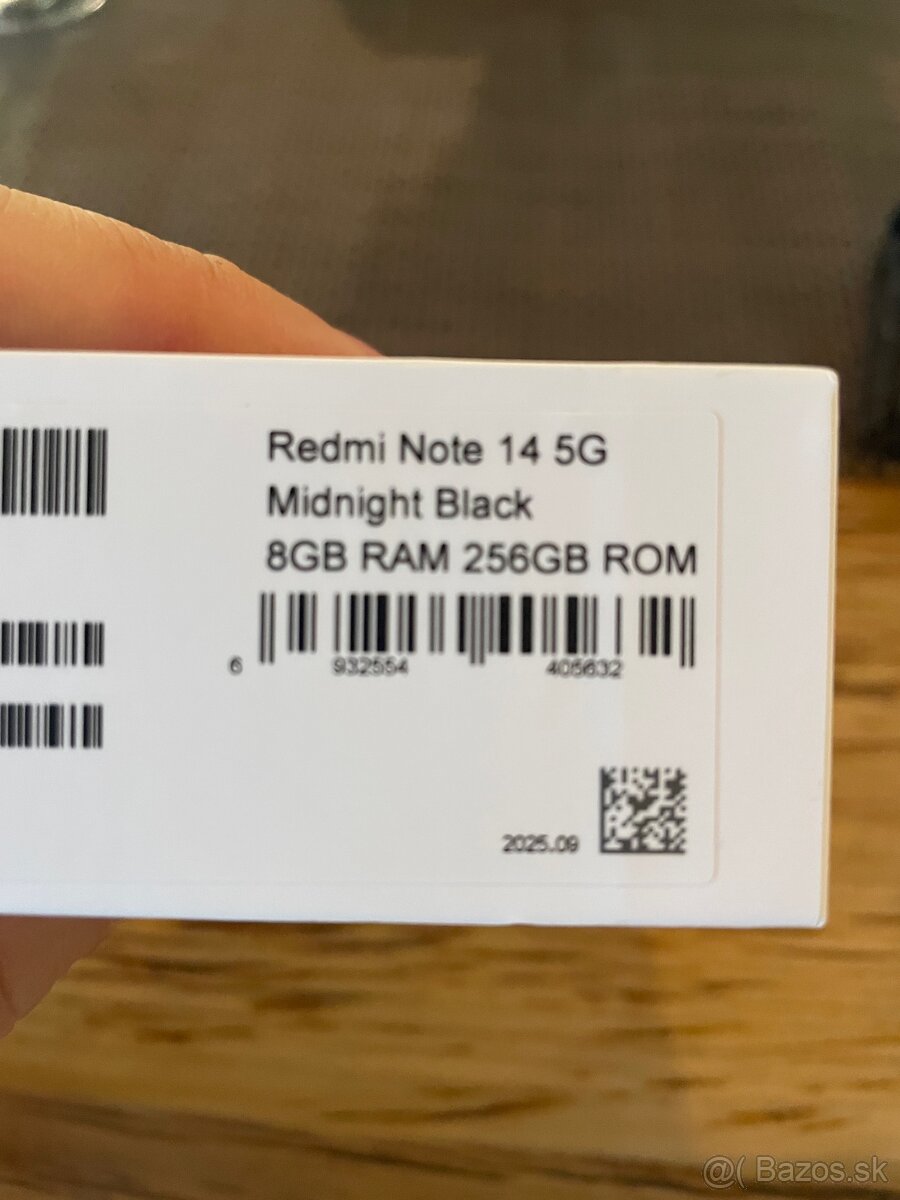 Redmi Note 14 5G
Midnight Black
8GB RAM 256GB ROM
6 932554 405632
2025.09
@( Bazos.sk